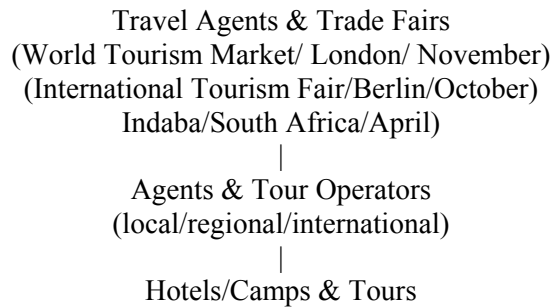 Travel Agents & Trade Fairs
(World Tourism Market/ London/ November)
(International Tourism Fair/Berlin/October)
Indaba/South Africa/April)
|
Agents & Tour Operators
(local/regional/international)
|
Hotels/Camps & Tours